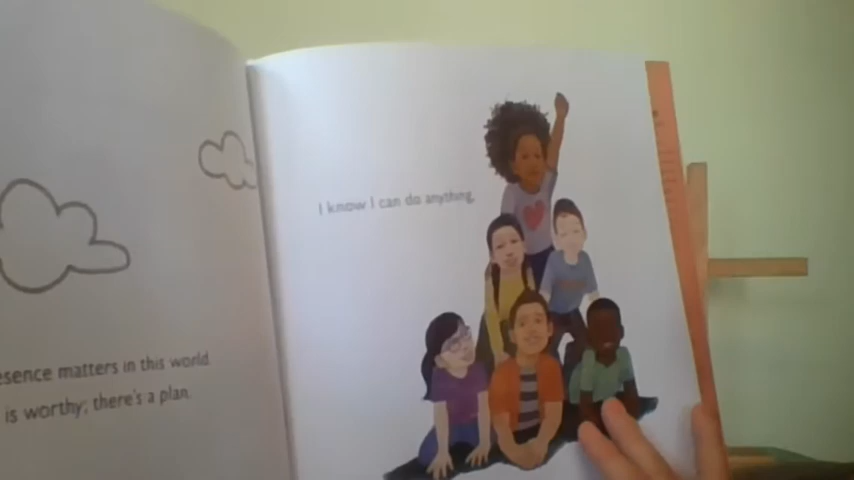 esence matters in this world
is worthy; there's a plan.
I know I can do anything,